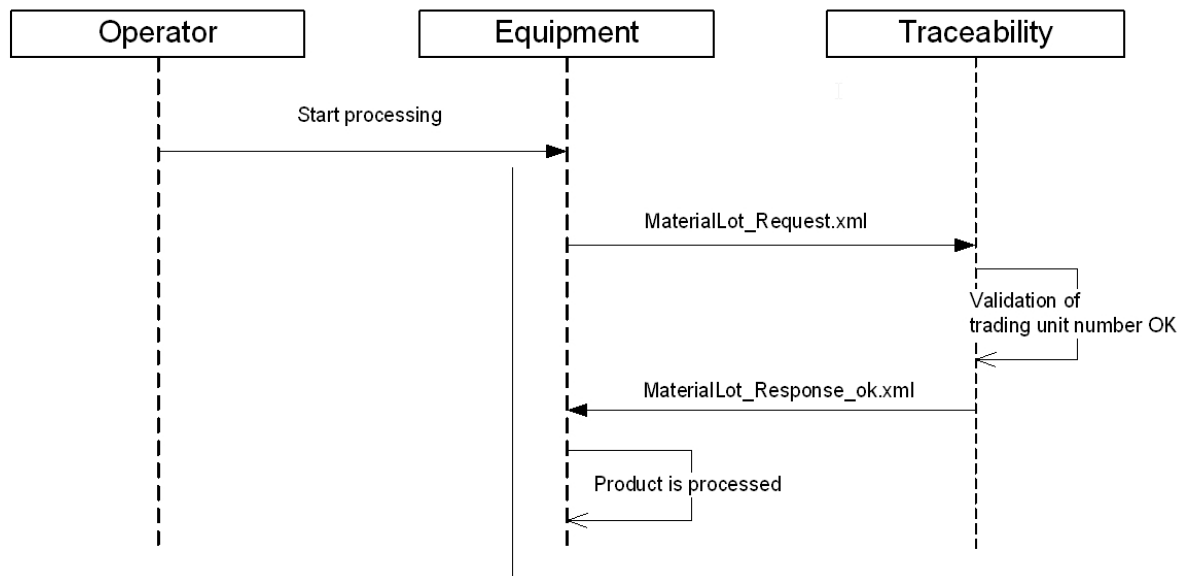 Operator
Equipment
Traceability
Start processing
MaterialLot_Request.xml
Validation of
trading unit number OK
MaterialLot_Response_ok.xml
Product is processed